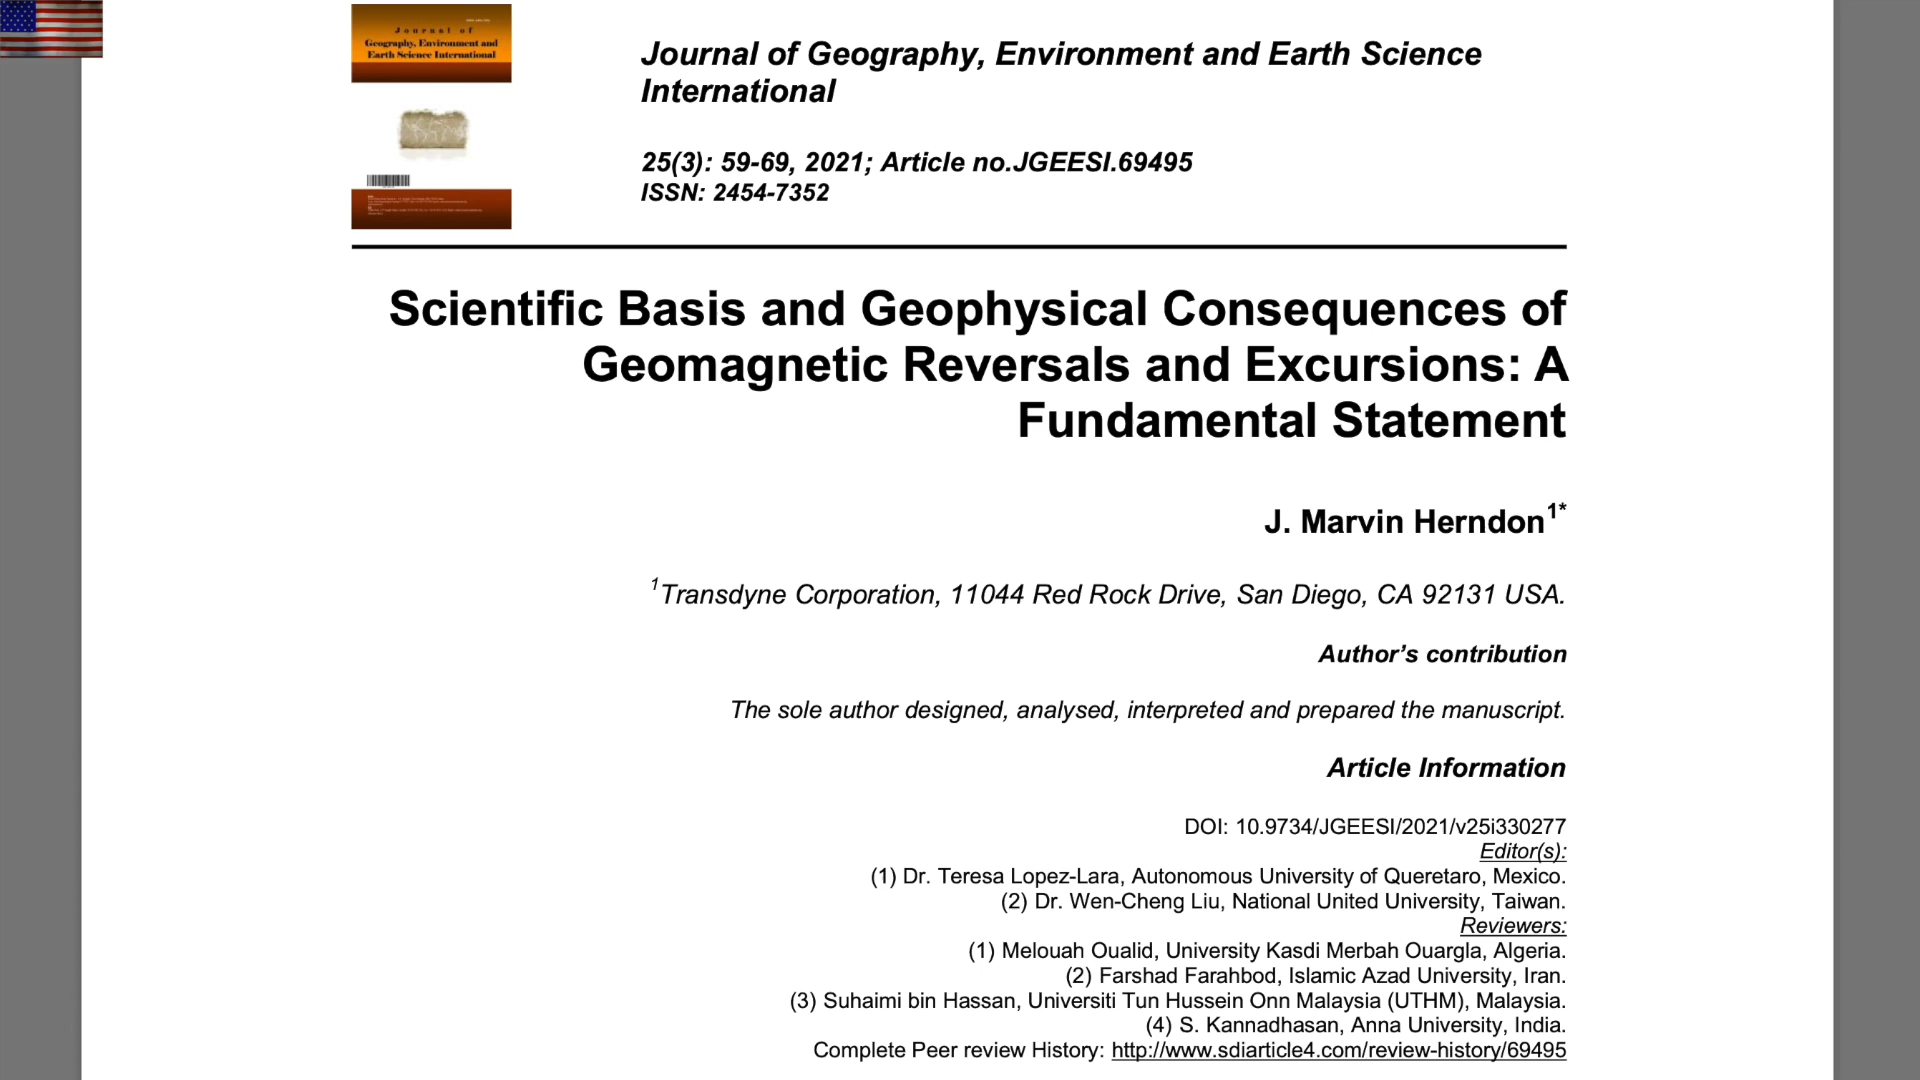 Journal of
Geography, Environment and
Earth Science International
Journal of Geography, Environment and Earth Science
International
25(3): 59-69, 2021; Article no.JGEESI.69495
ISSN: 2454-7352
Scientific Basis and Geophysical Consequences of
Geomagnetic Reversals and Excursions: A
Fundamental Statement
J. Marvin Herndon1*
1Transdyne Corporation, 11044 Red Rock Drive, San Diego, CA 92131 USA.
Author’s contribution
The sole author designed, analysed, interpreted and prepared the manuscript.
Article Information
DOI: 10.9734/JGEESI/2021/v25i330277
Editor(s):
(1) Dr. Teresa Lopez-Lara, Autonomous University of Queretaro, Mexico.
(2) Dr. Wen-Cheng Liu, National United University, Taiwan.
Reviewers:
(1) Melouah Oualid, University Kasdi Merbah Ouargla, Algeria.
(2) Farshad Farahbod, Islamic Azad University, Iran.
(3) Suhaimi bin Hassan, Universiti Tun Hussein Onn Malaysia (UTHM), Malaysia.
(4) S. Kannadhasan, Anna University, India.
Complete Peer review History: http://www.sdiarticle4.com/review-history/69495